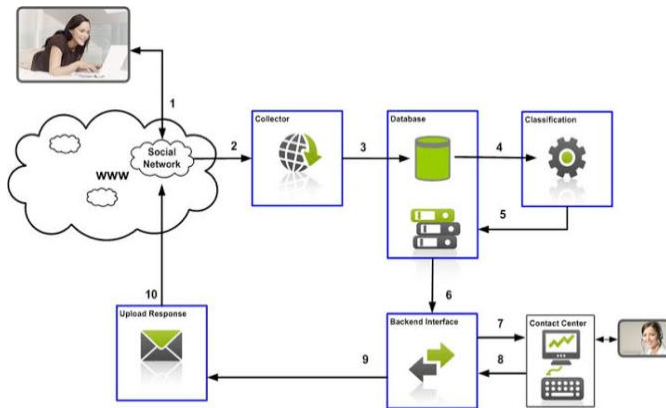 1
Collector
Database
Classification
Social
Network
www
2
3
4
5
10
6
Upload Response
Backend Interface
7
Contact Center
9
8